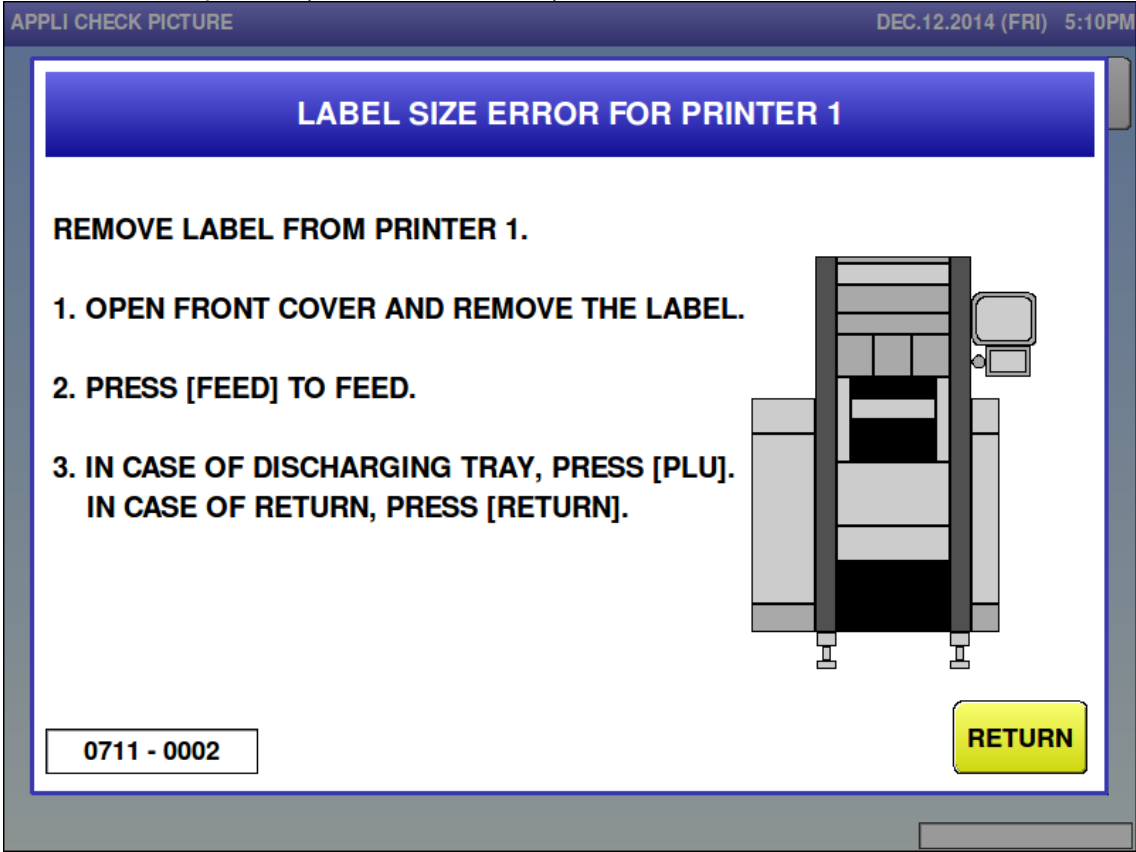 APPLI CHECK PICTURE
DEC.12.2014 (FRI) 5:10PM
LABEL SIZE ERROR FOR PRINTER 1
REMOVE LABEL FROM PRINTER 1.
1. OPEN FRONT COVER AND REMOVE THE LABEL.
2. PRESS [FEED] TO FEED.
3. IN CASE OF DISCHARGING TRAY, PRESS [PLU].
IN CASE OF RETURN, PRESS [RETURN].
0711 - 0002
RETURN